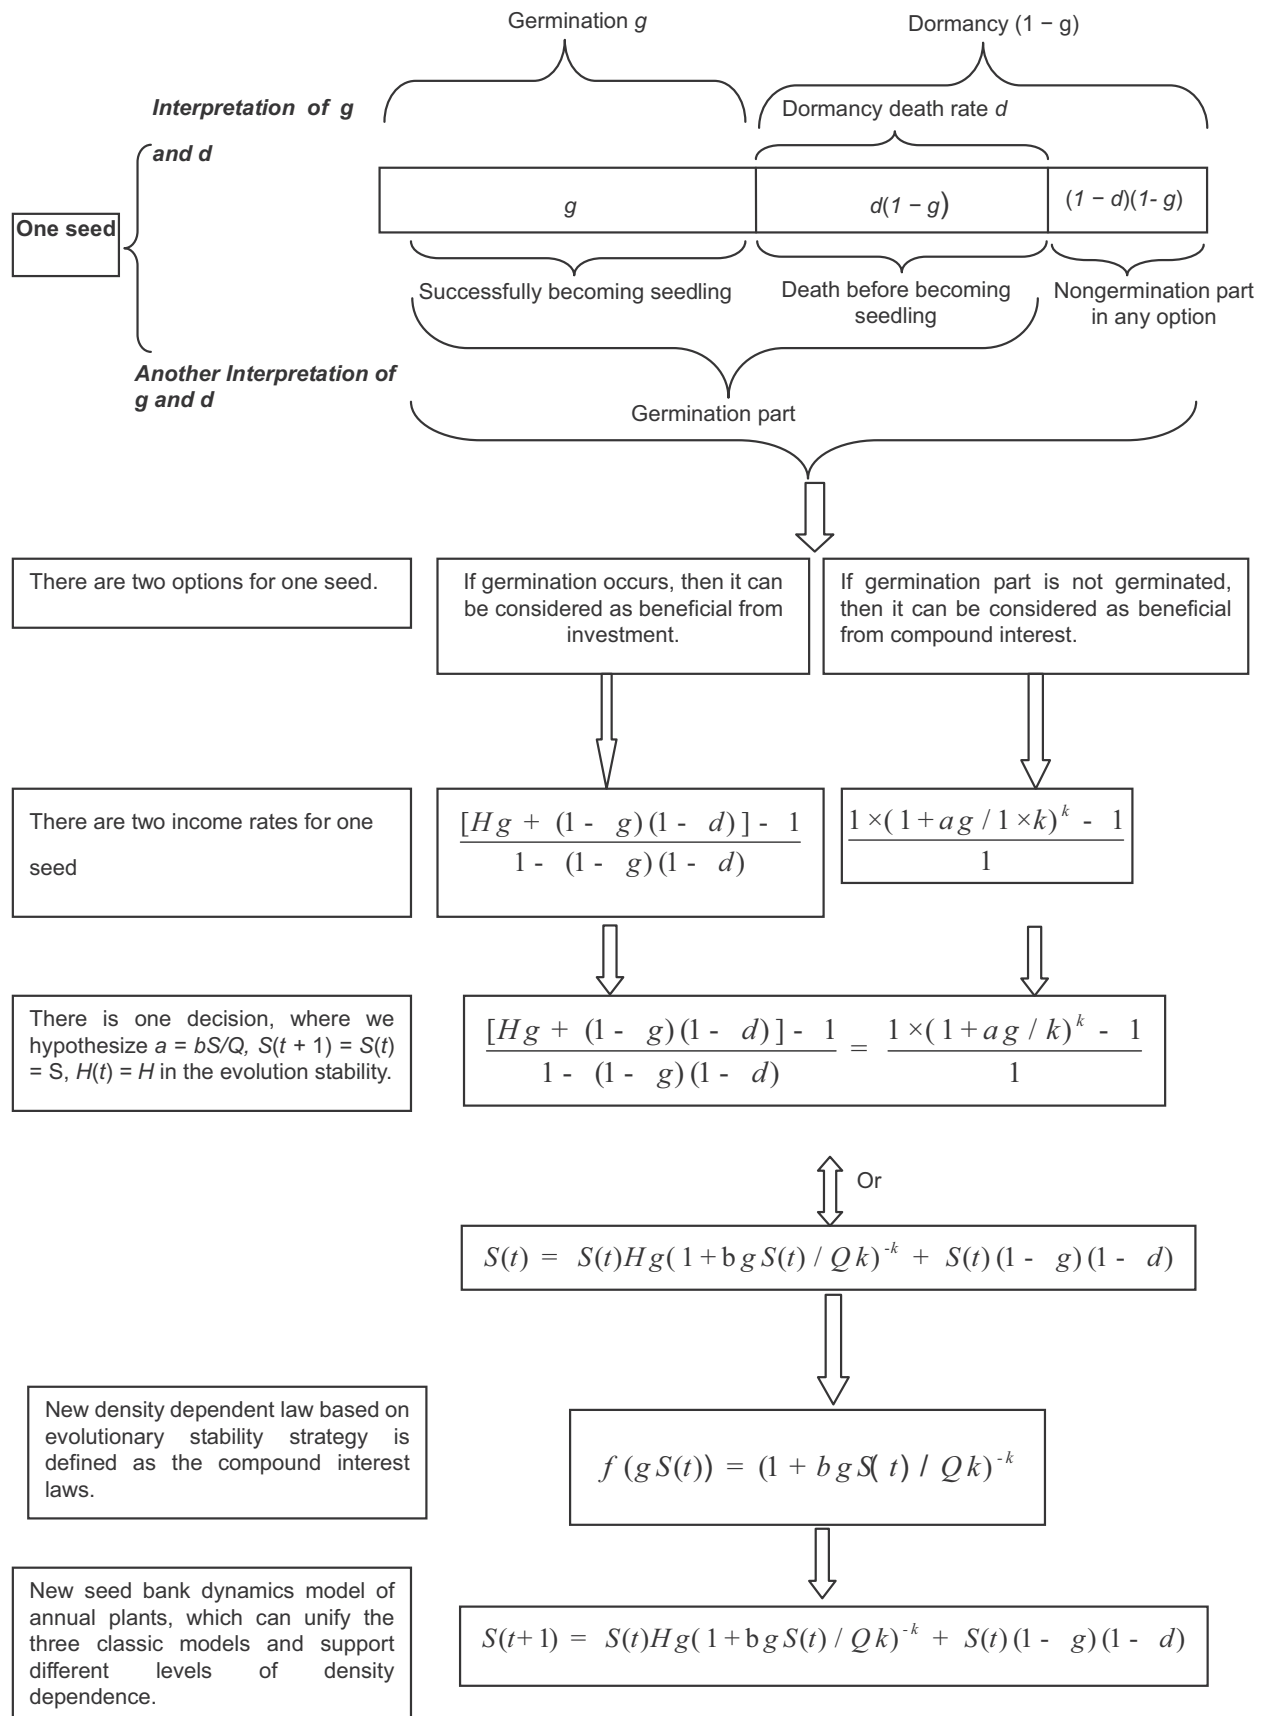 Germination g
Dormancy (1 − g)
Interpretation of g
and d
Dormancy death rate d
One seed
g
d(1 − g)
(1 − d)(1- g)
Successfully becoming seedling
Death before becoming
seedling
Nongermination part
in any option
Another Interpretation of
g and d
Germination part
There are two options for one seed.
If germination occurs, then it can
be considered as beneficial from
investment.
If germination part is not germinated,
then it can be considered as beneficial
from compound interest.
There are two income rates for one
seed
[Hg + (1 - g)(1 - d)] - 1
1 - (1 - g)(1 - d)
1 ×(1 + ag / 1 ×k)^k - 1
1
There is one decision, where we
hypothesize a = bS/Q, S(t + 1) = S(t)
= S, H(t) = H in the evolution stability.
[Hg + (1 - g)(1 - d)] - 1
1 - (1 - g)(1 - d)
=
1 ×(1 + ag / k)^k - 1
1
Or
S(t) = S(t)Hg(1 + bgS(t) / Qk)^-k + S(t)(1 - g)(1 - d)
New density dependent law based on
evolutionary stability strategy is
defined as the compound interest
laws.
f(gS(t)) = (1 + bgS(t) / Qk)^-k
New seed bank dynamics model of
annual plants, which can unify the
three classic models and support
different levels of density
dependence.
S(t+1) = S(t)Hg(1 + bgS(t) / Qk)^-k + S(t)(1 - g)(1 - d)